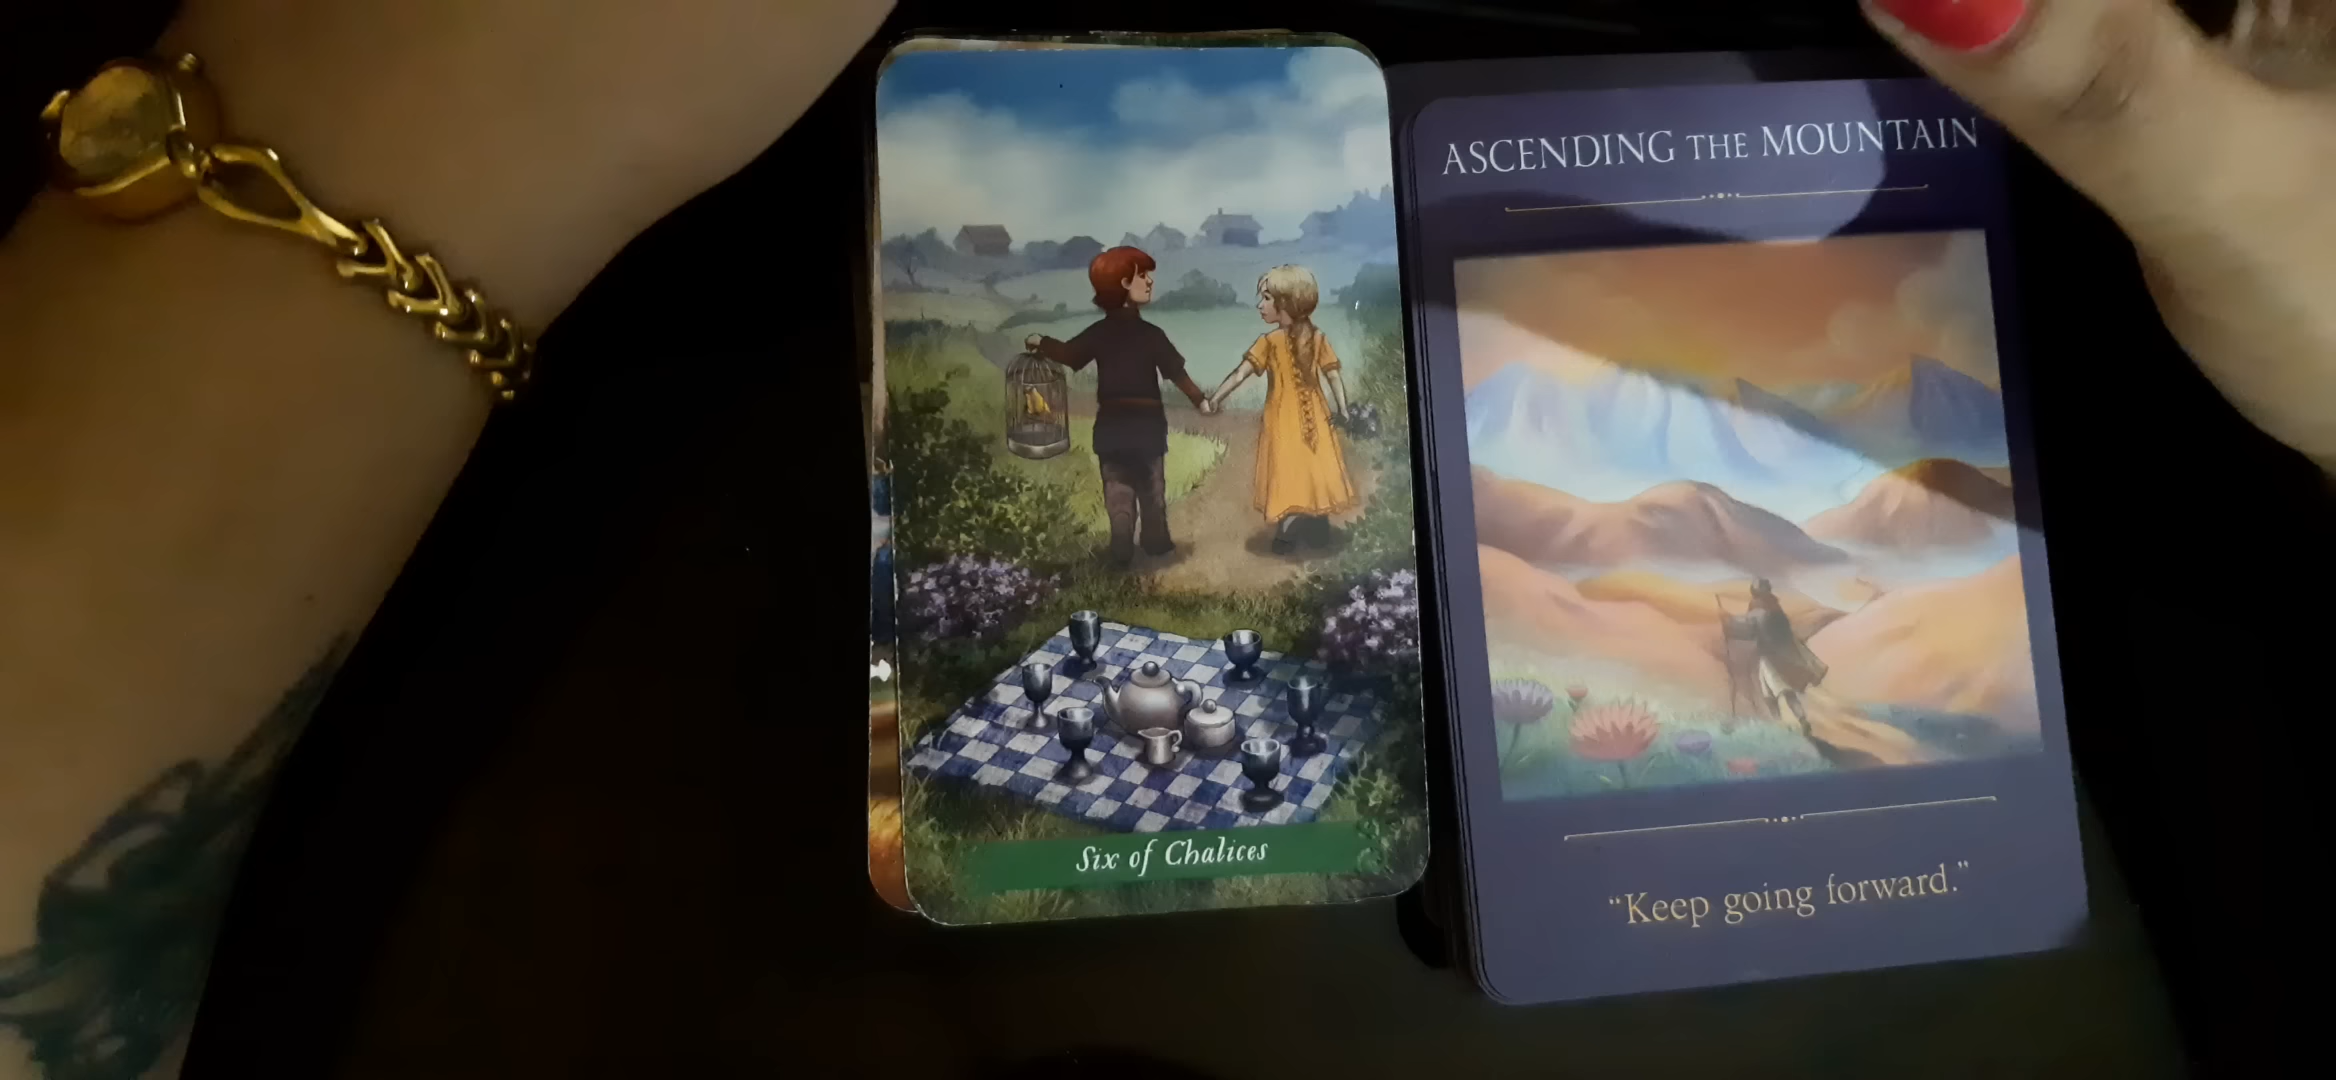 Six of Chalices
ASCENDING THE MOUNTAIN
“Keep going forward.”